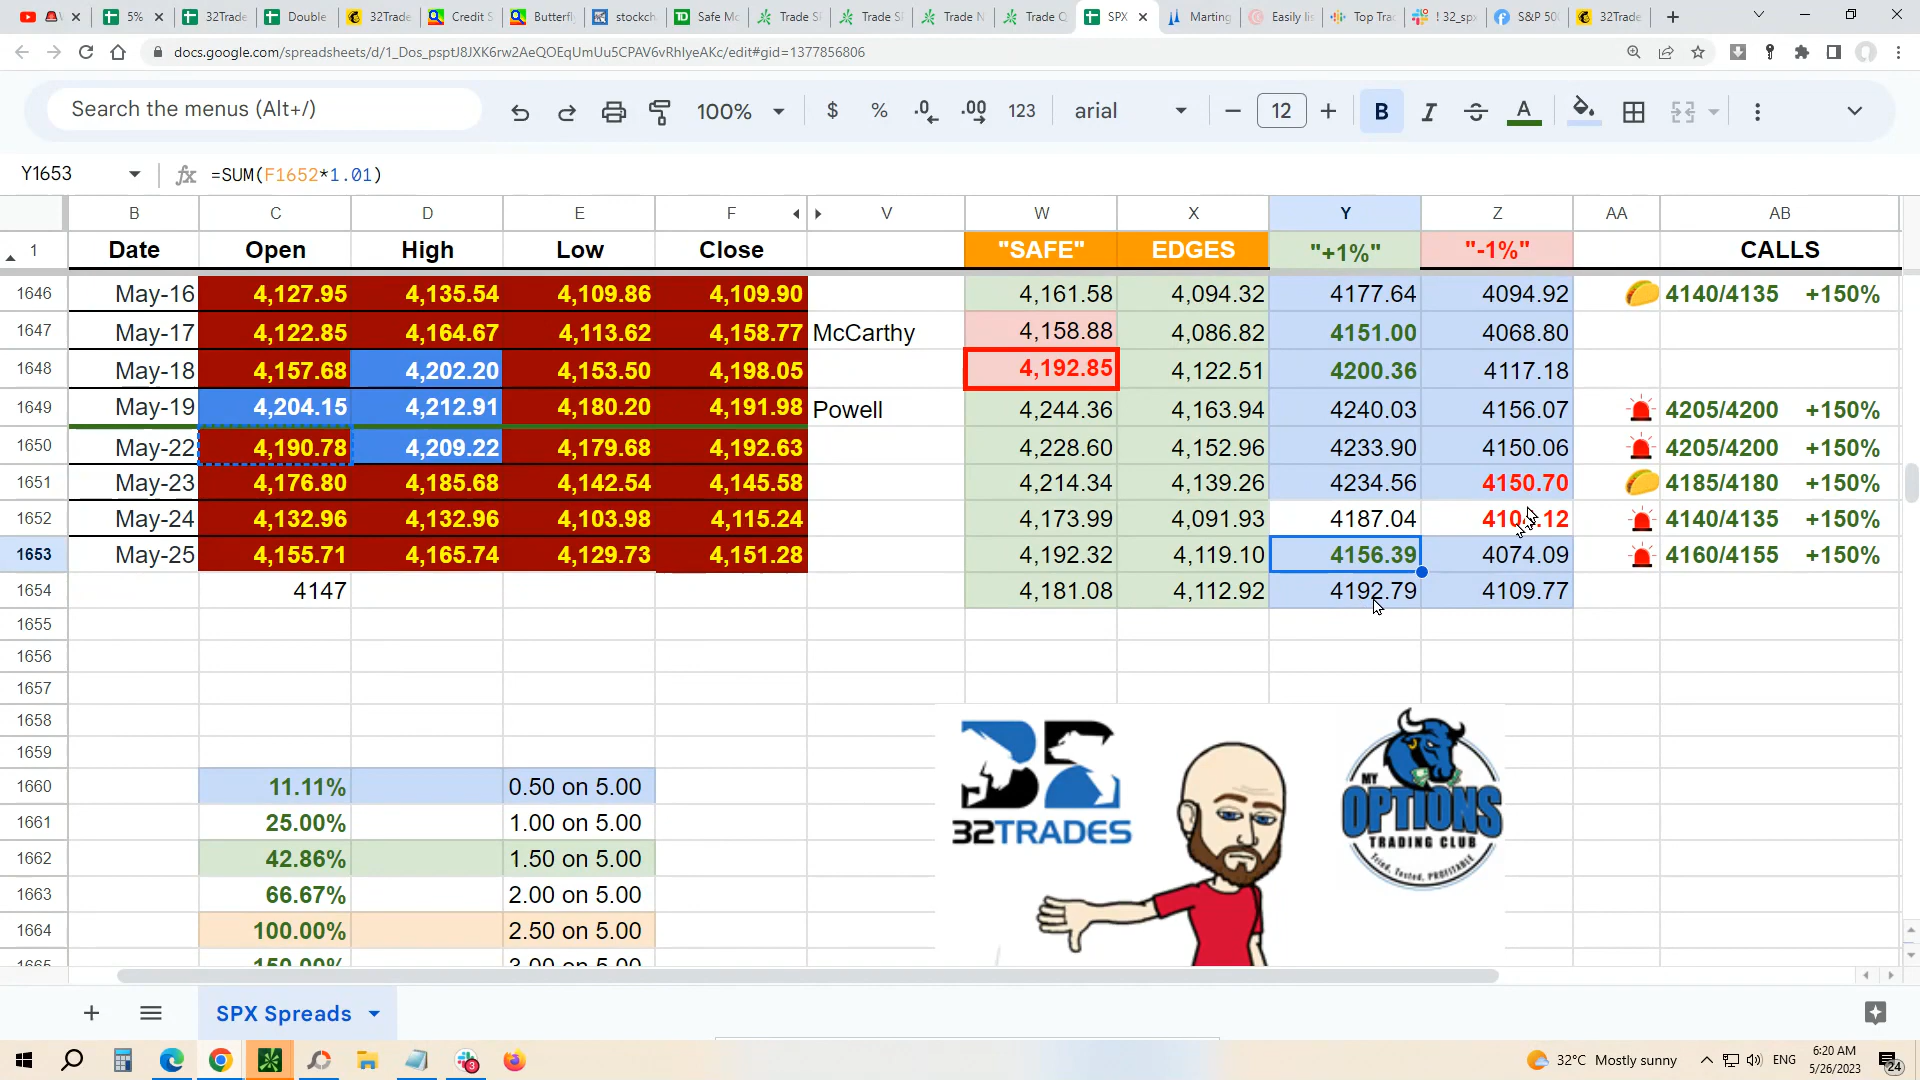 5%
32Trade
Double
32Trade
Credit S
Butterfl
stockch
Safe Mo
Trade S
Trade S
Trade N
Trade Q
SPX
Marting
Easily lis
Top Tra
! 32_spx
S&P 500
32Trade
docs.google.com/spreadsheets/d/1_Dos_psptJ8JXK6rw2AeQOEqUmUu5CPAV6vRhlyeAKc/edit#gid=1377856806
Search the menus (Alt+/)
100%
$ % .0 .00 123
arial
12
B I S A
Y1653
fx =SUM(F1652*1.01)
B C D E F V W X Y Z AA AB
1 Date Open High Low Close "SAFE" EDGES "+1%" "-1%" CALLS
1646 May-16 4,127.95 4,135.54 4,109.86 4,109.90 4,161.58 4,094.32 4177.64 4094.92 4140/4135 +150%
1647 May-17 4,122.85 4,164.67 4,113.62 4,158.77 McCarthy 4,158.88 4,086.82 4151.00 4068.80
1648 May-18 4,157.68 4,202.20 4,153.50 4,198.05 4,192.85 4,122.51 4200.36 4117.18
1649 May-19 4,204.15 4,212.91 4,180.20 4,191.98 Powell 4,244.36 4,163.94 4240.03 4156.07 4205/4200 +150%
1650 May-22 4,190.78 4,209.22 4,179.68 4,192.63 4,228.60 4,152.96 4233.90 4150.06 4205/4200 +150%
1651 May-23 4,176.80 4,185.68 4,142.54 4,145.58 4,214.34 4,139.26 4234.56 4150.70 4185/4180 +150%
1652 May-24 4,132.96 4,132.96 4,103.98 4,115.24 4,173.99 4,091.93 4187.04 4140/4135 +150%
1653 May-25 4,155.71 4,165.74 4,129.73 4,151.28 4,192.32 4,119.10 4156.39 4074.09 4160/4155 +150%
1654 4147 4,181.08 4,112.92 4192.79 4109.77
1655
1656
1657
1658
1659
1660 11.11% 0.50 on 5.00
1661 25.00% 1.00 on 5.00
1662 42.86% 1.50 on 5.00
1663 66.67% 2.00 on 5.00
1664 100.00% 2.50 on 5.00
1665 150.00% 3.00 on 5.00
32TRADES
MY
OPTIONS
TRADING CLUB
Tried, Tested, PROFITABLE
SPX Spreads
32°C Mostly sunny
ENG
6:20 AM
5/26/2023
24
3